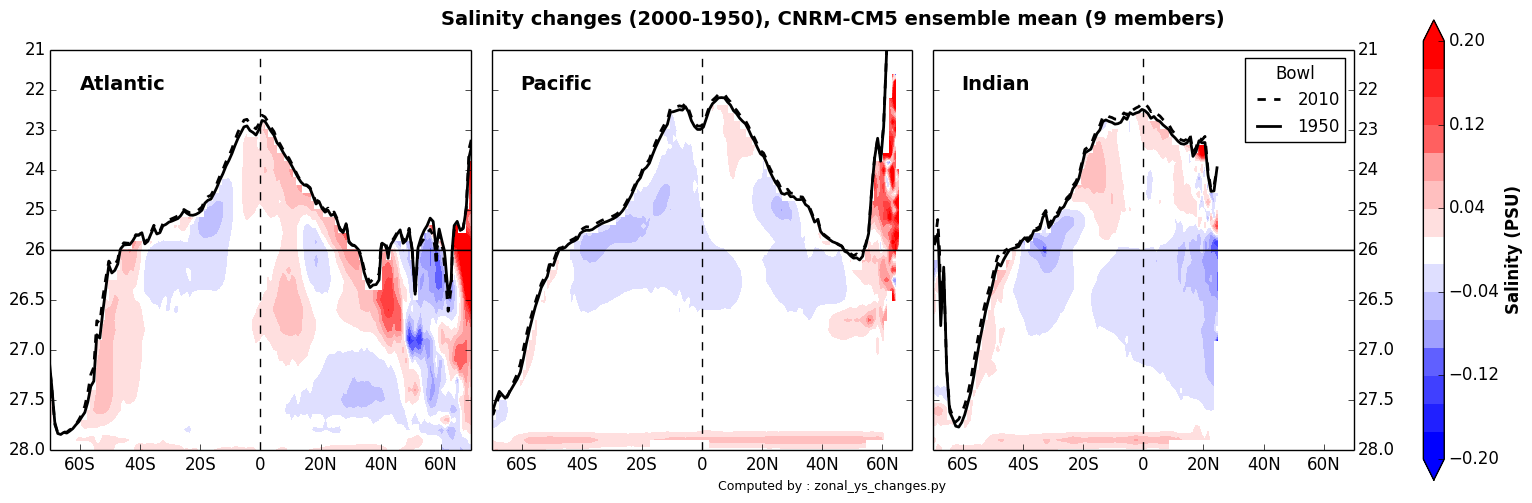 Salinity changes (2000-1950), CNRM-CM5 ensemble mean (9 members)
21
22
23
24
25
26
26.5
27.0
27.5
28.0
Atlantic
60S 40S 20S 0 20N 40N 60N
Pacific
60S 40S 20S 0 20N 40N 60N
Indian
Bowl
2010
1950
60S 40S 20S 0 20N 40N 60N
21
22
23
24
25
26
26.5
27.0
27.5
28.0
0.20
0.12
0.04
−0.04
−0.12
−0.20
Salinity (PSU)
Computed by : zonal_ys_changes.py